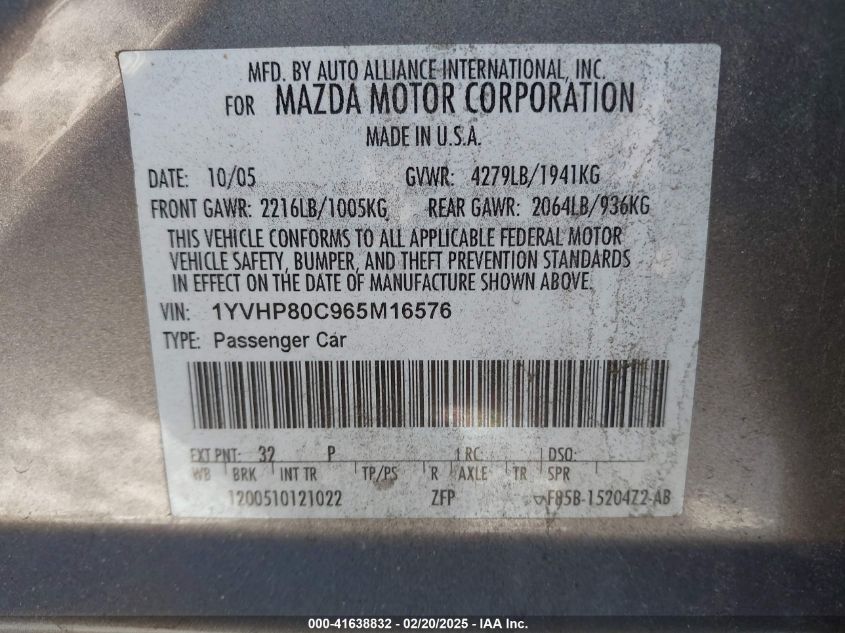 MFD. BY AUTO ALLIANCE INTERNATIONAL, INC.
FOR MAZDA MOTOR CORPORATION
MADE IN U.S.A.
DATE: 10/05 GVWR: 4279LB/1941KG
FRONT GAWR: 2216LB/1005KG REAR GAWR: 2064LB/936KG
THIS VEHICLE CONFORMS TO ALL APPLICABLE FEDERAL MOTOR
VEHICLE SAFETY, BUMPER, AND THEFT PREVENTION STANDARDS
IN EFFECT ON THE DATE OF MANUFACTURE SHOWN ABOVE.
VIN: 1YVHP80C965M16576
TYPE: Passenger Car
EXT PNT: 32 P RC: DSO:
WB BRK INT TR TP/PS R AXLE TR SPR
1200510121022 ZFP F85B-15204Z2-AB
000-41638832 - 02/20/2025 - IAA Inc.